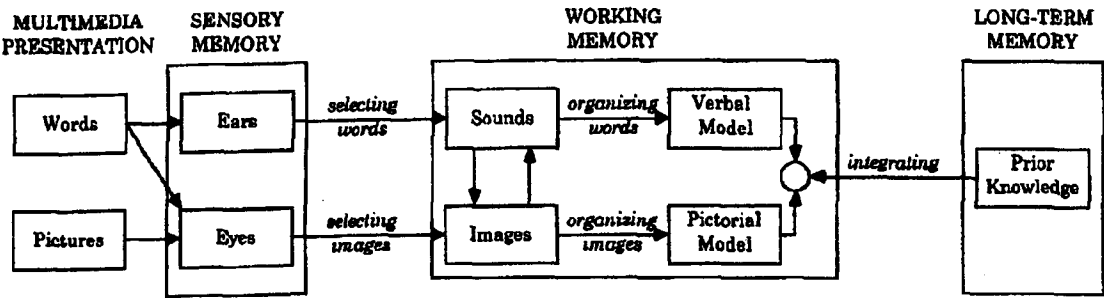 MULTIMEDIA
PRESENTATION
SENSORY
MEMORY
WORKING
MEMORY
LONG-TERM
MEMORY
Words
Ears
selecting
words
Sounds
organizing
words
Verbal
Model
integrating
Prior
Knowledge
Pictures
Eyes
selecting
images
Images
organizing
images
Pictorial
Model